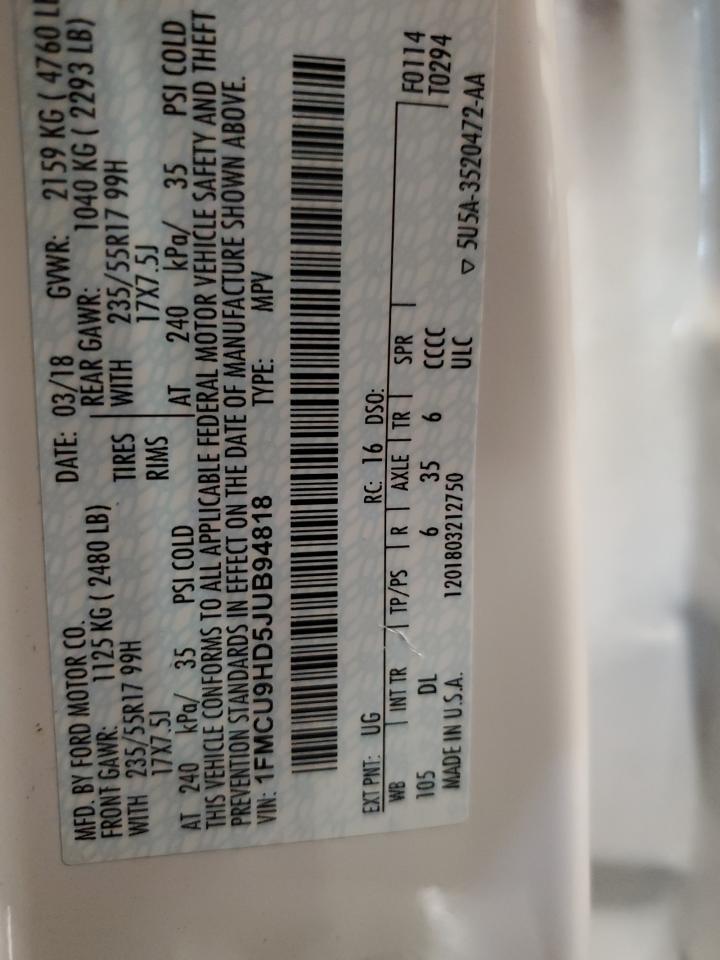 MFD. BY FORD MOTOR CO. DATE: 03/18 GVWR: 2159 KG ( 4760 L
FRONT GAWR: 1125 KG ( 2480 LB) REAR GAWR: 1040 KG ( 2293 LB)
WITH 235/55R17 99H TIRES WITH 235/55R17 99H
17X7.5J RIMS 17X7.5J
AT 240 kPa/ 35 PSI COLD AT 240 kPa/ 35 PSI COLD
THIS VEHICLE CONFORMS TO ALL APPLICABLE FEDERAL MOTOR VEHICLE SAFETY AND THEFT
PREVENTION STANDARDS IN EFFECT ON THE DATE OF MANUFACTURE SHOWN ABOVE.
VIN: 1FMCU9HD5JUB94818 TYPE: MPV
EXT PNT: UG RC: 16 DSO:
WB INT TR TP/PS R AXLE TR SPR F0114
105 DL 6 35 6 CCCC T0294
MADE IN U.S.A. 1201803212750 ULC
5U5A-3520472-AA